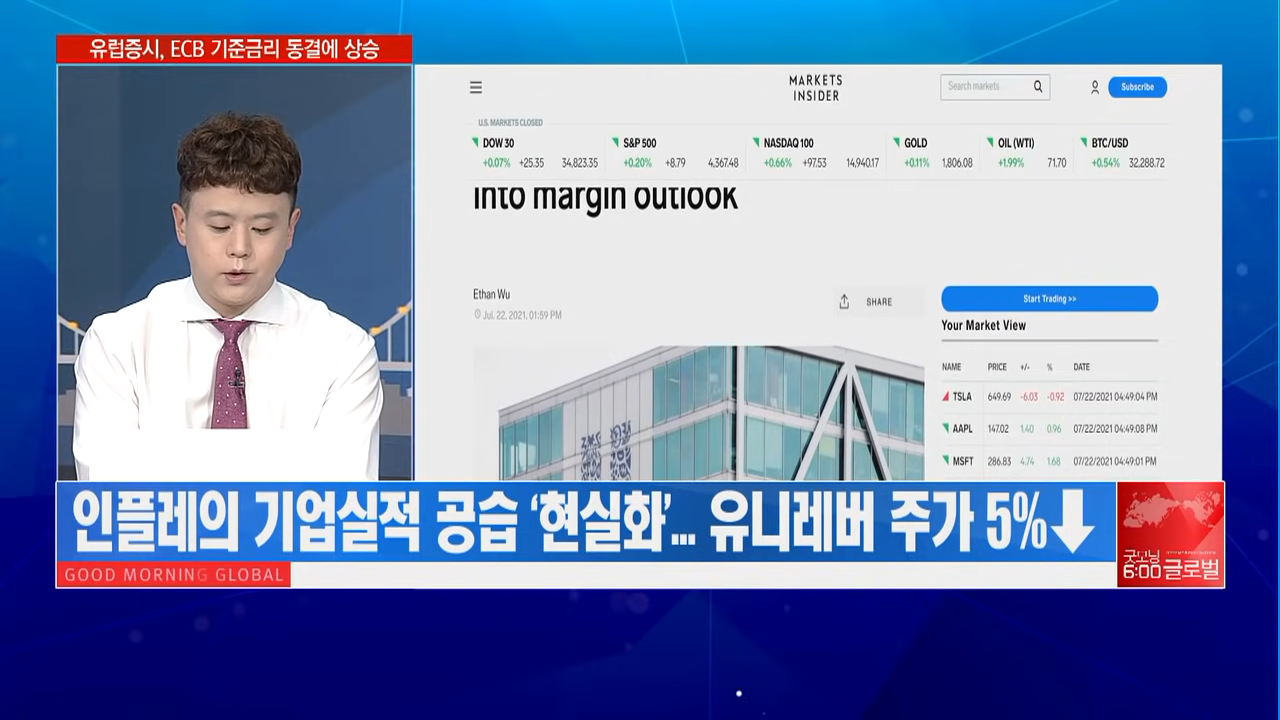 유럽증시, ECB 기준금리 동결에 상승
MARKETS
INSIDER
Search markets
Subscribe
U.S. MARKETS CLOSED
DOW 30
+0.07% +25.35 34,823.35
S&P 500
+0.20% +8.79 4,367.48
NASDAQ 100
+0.66% +97.53 14,940.17
GOLD
+0.11% 1,806.08
OIL (WTI)
+1.99% 71.70
BTC/USD
+0.54% 32,288.72
into margin outlook
Ethan Wu
Jul. 22, 2021, 01:59 PM
SHARE
Start Trading >>
Your Market View
NAME PRICE +/- % DATE
TSLA 649.69 -6.03 -0.92 07/22/2021 04:49:04 PM
AAPL 147.02 1.40 0.96 07/22/2021 04:49:08 PM
MSFT 286.83 4.74 1.68 07/22/2021 04:49:01 PM
인플레의 기업실적 공습 ‘현실화’... 유니레버 주가 5%⬇
GOOD MORNING GLOBAL
굿모닝
6:00 글로벌